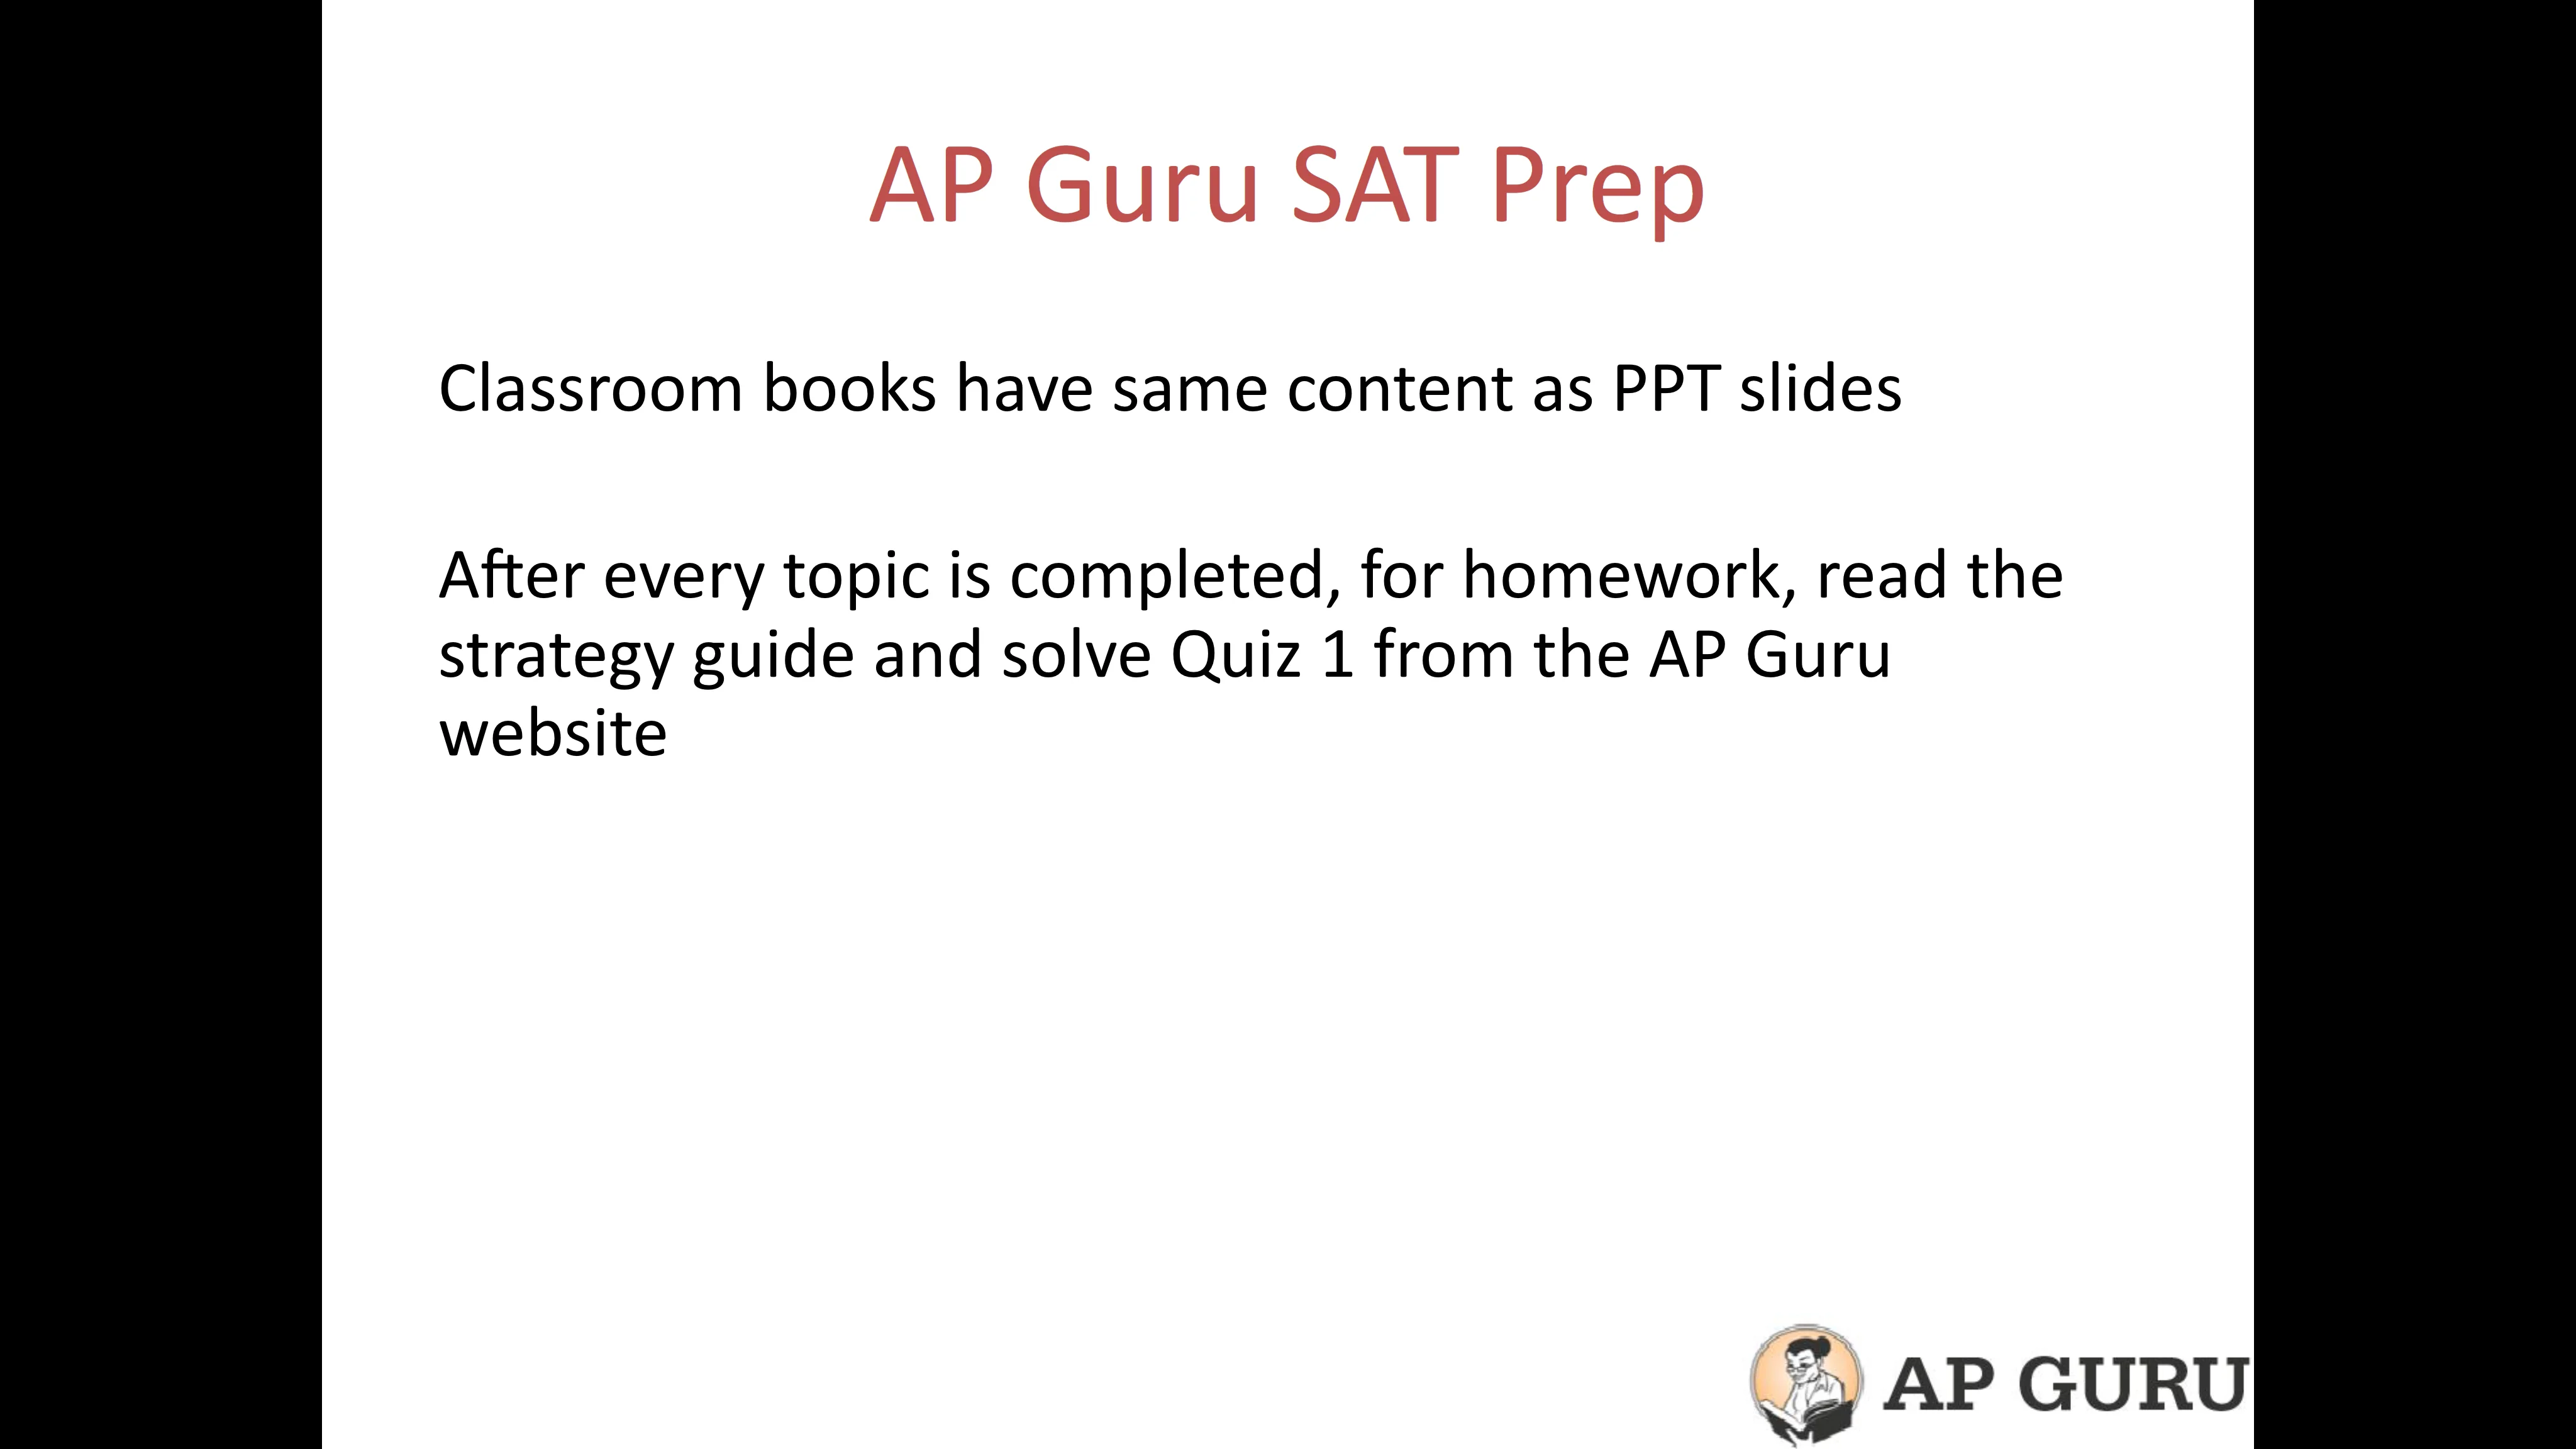 AP Guru SAT Prep
Classroom books have same content as PPT slides
After every topic is completed, for homework, read the
strategy guide and solve Quiz 1 from the AP Guru
website
AP GURU